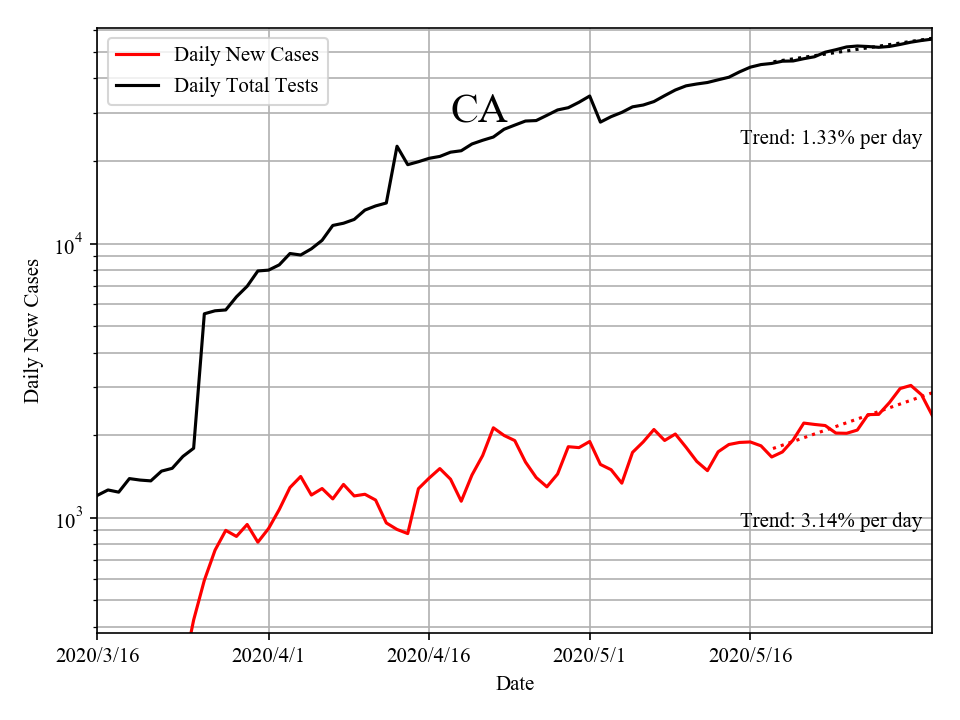 Daily New Cases
Daily Total Tests
CA
Trend: 1.33% per day
10^4
Daily New Cases
10^3
Trend: 3.14% per day
2020/3/16 2020/4/1 2020/4/16 2020/5/1 2020/5/16
Date